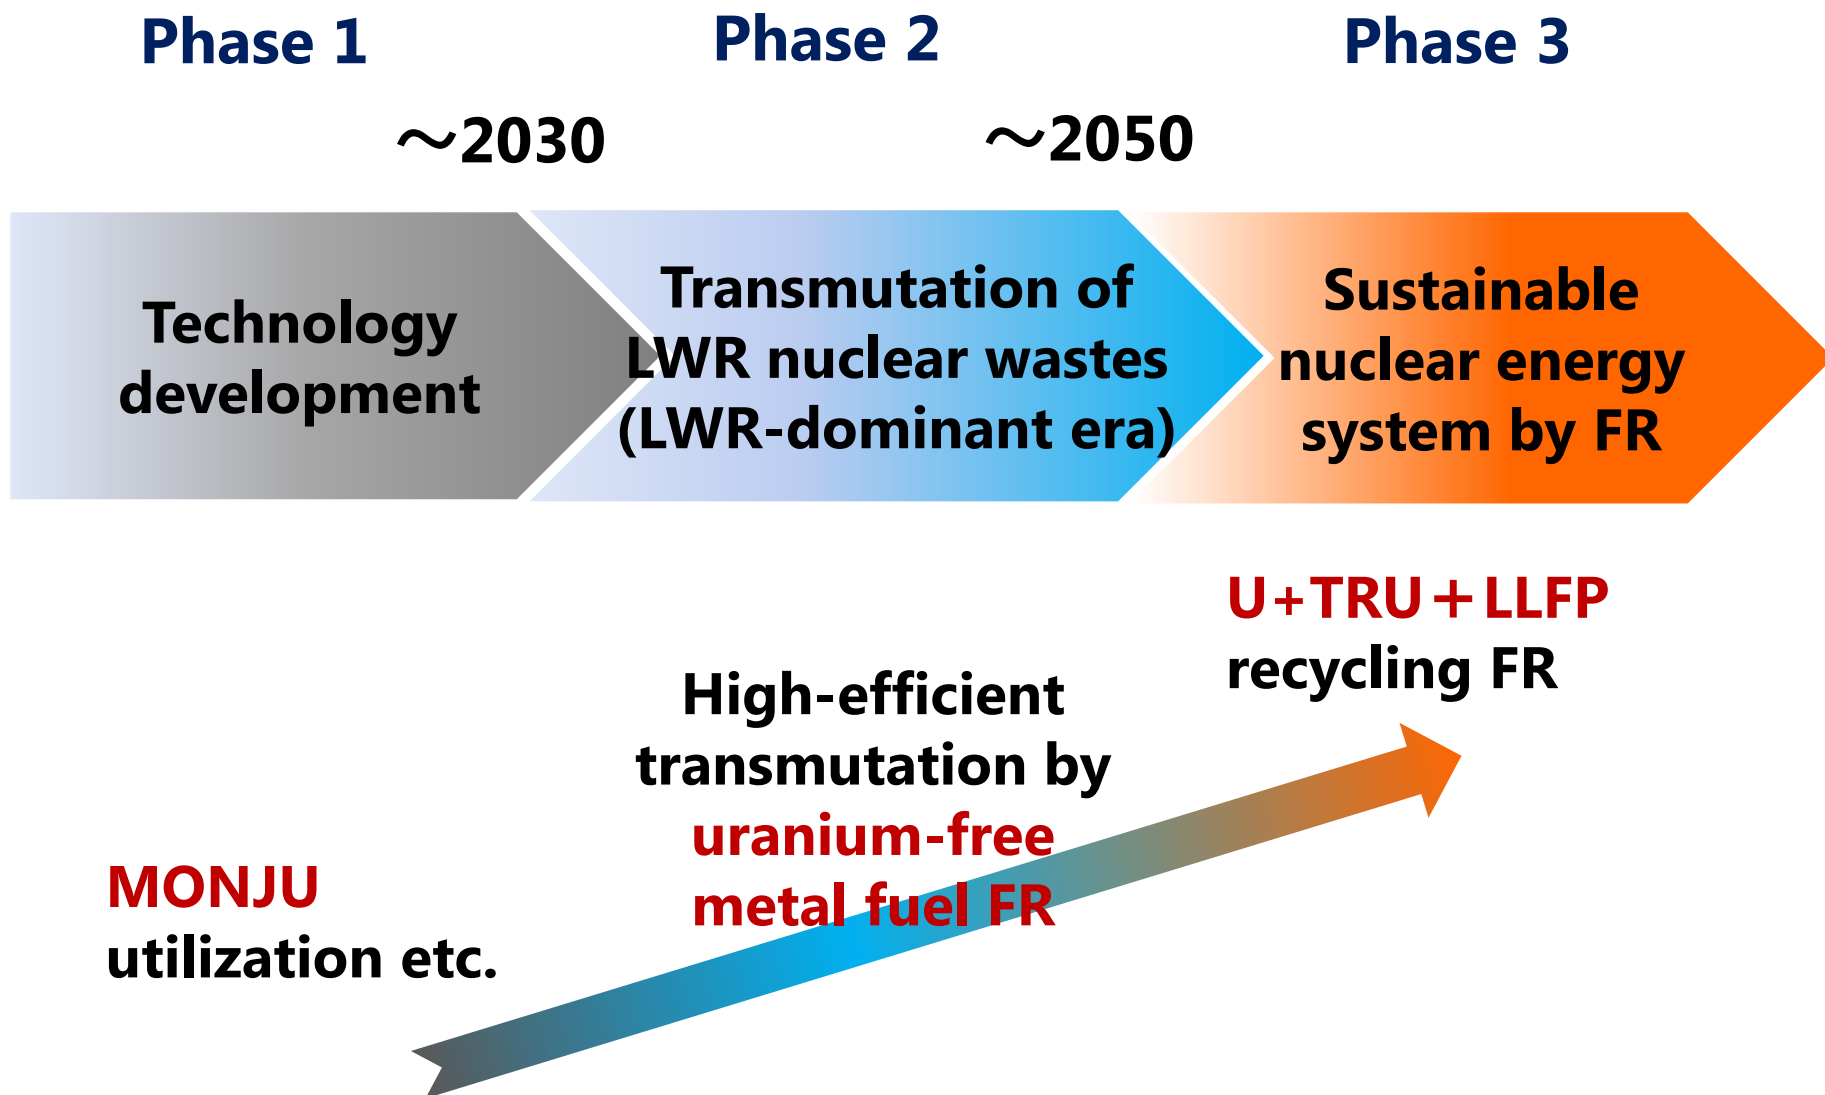 Phase 1
Phase 2
Phase 3
～2030
～2050
Technology
development
Transmutation of
LWR nuclear wastes
(LWR-dominant era)
Sustainable
nuclear energy
system by FR
U+TRU＋LLFP
recycling FR
High-efficient
transmutation by
uranium-free
metal fuel FR
MONJU
utilization etc.